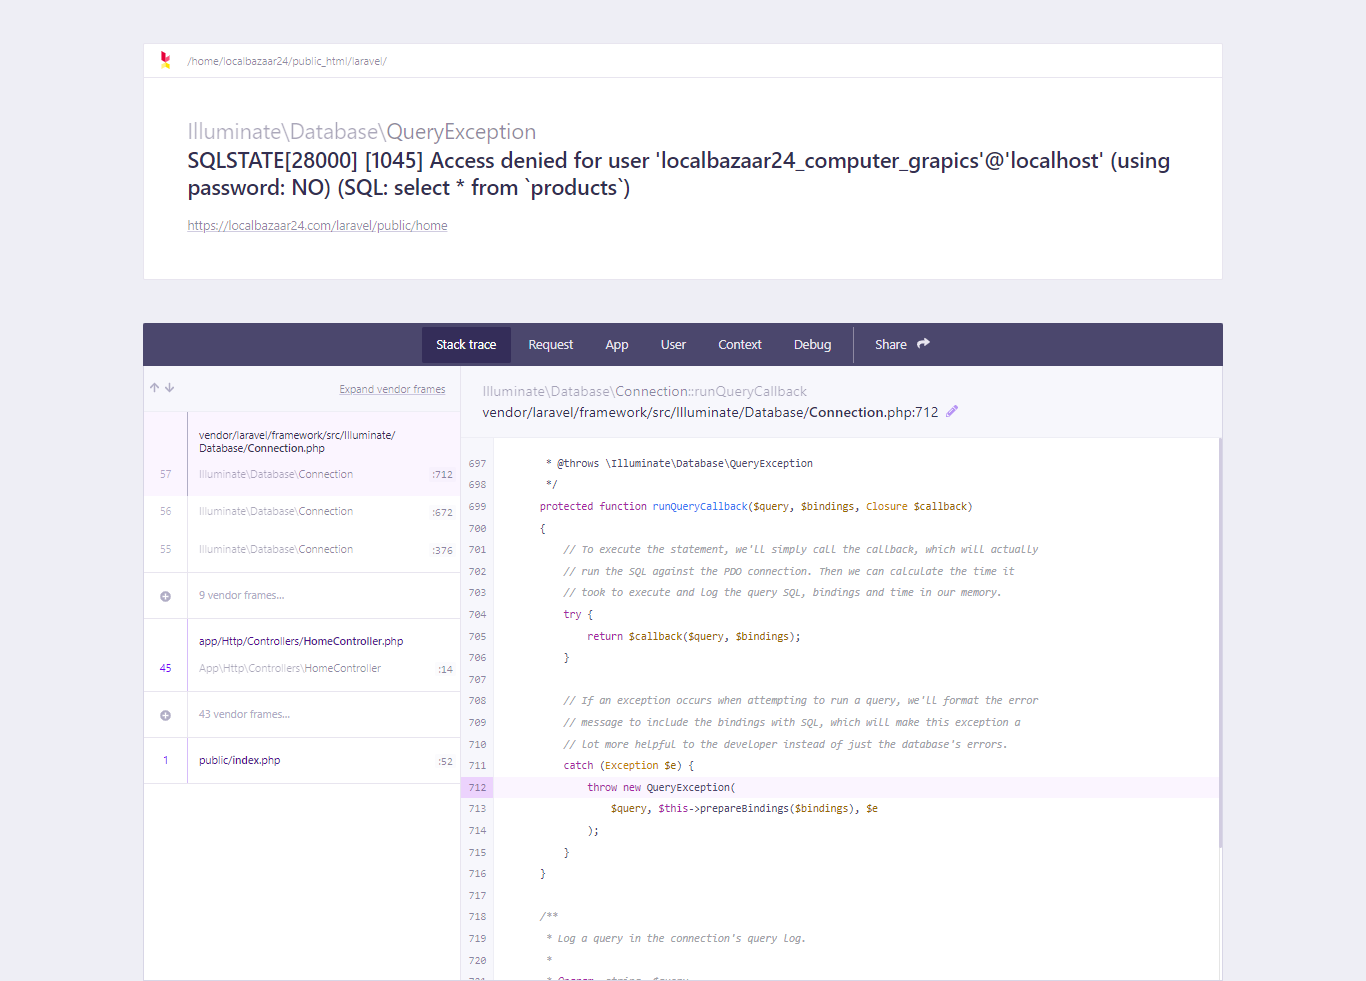 /home/localbazaar24/public_html/laravel/
Illuminate\Database\QueryException
SQLSTATE[28000] [1045] Access denied for user 'localbazaar24_computer_grapics'@'localhost' (using
password: NO) (SQL: select * from `products`)
https://localbazaar24.com/laravel/public/home
Stack trace Request App User Context Debug Share
Expand vendor frames
vendor/laravel/framework/src/Illuminate/
Database/Connection.php
57 Illuminate\Database\Connection :712
56 Illuminate\Database\Connection :672
55 Illuminate\Database\Connection :376
9 vendor frames...
app/Http/Controllers/HomeController.php
45 App\Http\Controllers\HomeController :14
43 vendor frames...
1 public/index.php :52
Illuminate\Database\Connection::runQueryCallback
vendor/laravel/framework/src/Illuminate/Database/Connection.php:712
697 * @throws \Illuminate\Database\QueryException
698 */
699 protected function runQueryCallback($query, $bindings, Closure $callback)
700 {
701 // To execute the statement, we'll simply call the callback, which will actually
702 // run the SQL against the PDO connection. Then we can calculate the time it
703 // took to execute and log the query SQL, bindings and time in our memory.
704 try {
705 return $callback($query, $bindings);
706 }
707
708 // If an exception occurs when attempting to run a query, we'll format the error
709 // message to include the bindings with SQL, which will make this exception a
710 // lot more helpful to the developer instead of just the database's errors.
711 catch (Exception $e) {
712 throw new QueryException(
713 $query, $this->prepareBindings($bindings), $e
714 );
715 }
716 }
717
718 /**
719 * Log a query in the connection's query log.
720 *